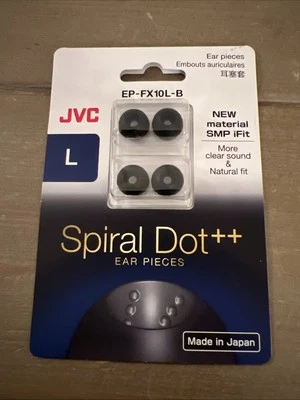 Ear pieces
Embouts auriculaires
耳塞套
EP-FX10L-B
JVC
L
NEW
material
SMP iFit
More
clear sound
&
Natural fit
Spiral Dot++
EAR PIECES
Made in Japan